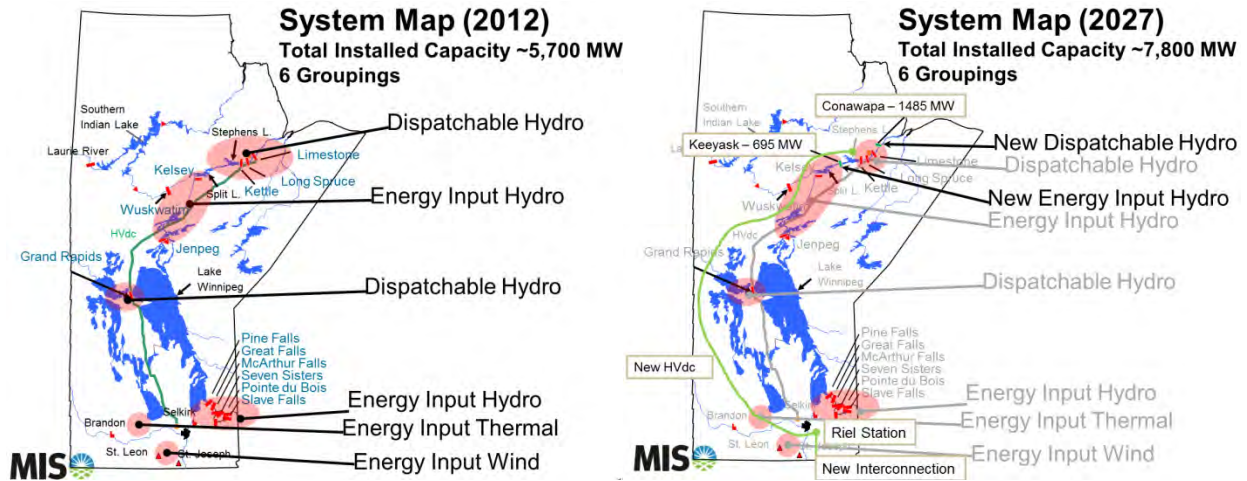 System Map (2012)
Total Installed Capacity ~5,700 MW
6 Groupings
Southern
Indian Lake
Stephens L.
Dispatchable Hydro
Laurie River
Limestone
Kelsey
Long Spruce
Kettle
Split L.
Energy Input Hydro
Wuskwatim
HVdc
Jenpeg
Grand Rapids
Lake
Winnipeg
Dispatchable Hydro
Pine Falls
Great Falls
McArthur Falls
Seven Sisters
Pointe du Bois
Slave Falls
Energy Input Hydro
Selkirk
Brandon
Energy Input Thermal
St. Leon
St. Joseph
Energy Input Wind
MIS
System Map (2027)
Total Installed Capacity ~7,800 MW
6 Groupings
Conawapa – 1485 MW
Southern
Indian Lake
Stephens L.
Keeyask – 695 MW
New Dispatchable Hydro
Laurie River
Limestone
Dispatchable Hydro
Kelsey
Long Spruce
Kettle
Split L.
New Energy Input Hydro
Wuskwatim
Energy Input Hydro
HVdc
Jenpeg
Grand Rapids
Lake
Winnipeg
Dispatchable Hydro
Pine Falls
Great Falls
McArthur Falls
Seven Sisters
Pointe du Bois
Slave Falls
New HVdc
Energy Input Hydro
Selkirk
Brandon
Energy Input Thermal
Riel Station
St. Leon
St. Joseph
Energy Input Wind
New Interconnection
MIS